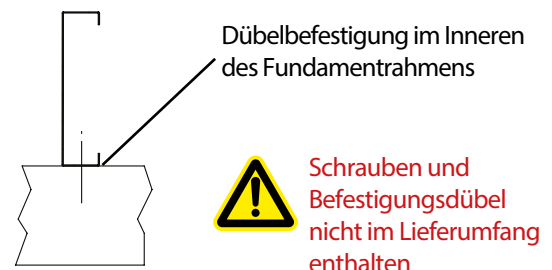 Dübelbefestigung im Inneren
des Fundamentrahmens
Schrauben und
Befestigungsdübel
nicht im Lieferumfang
enthalten